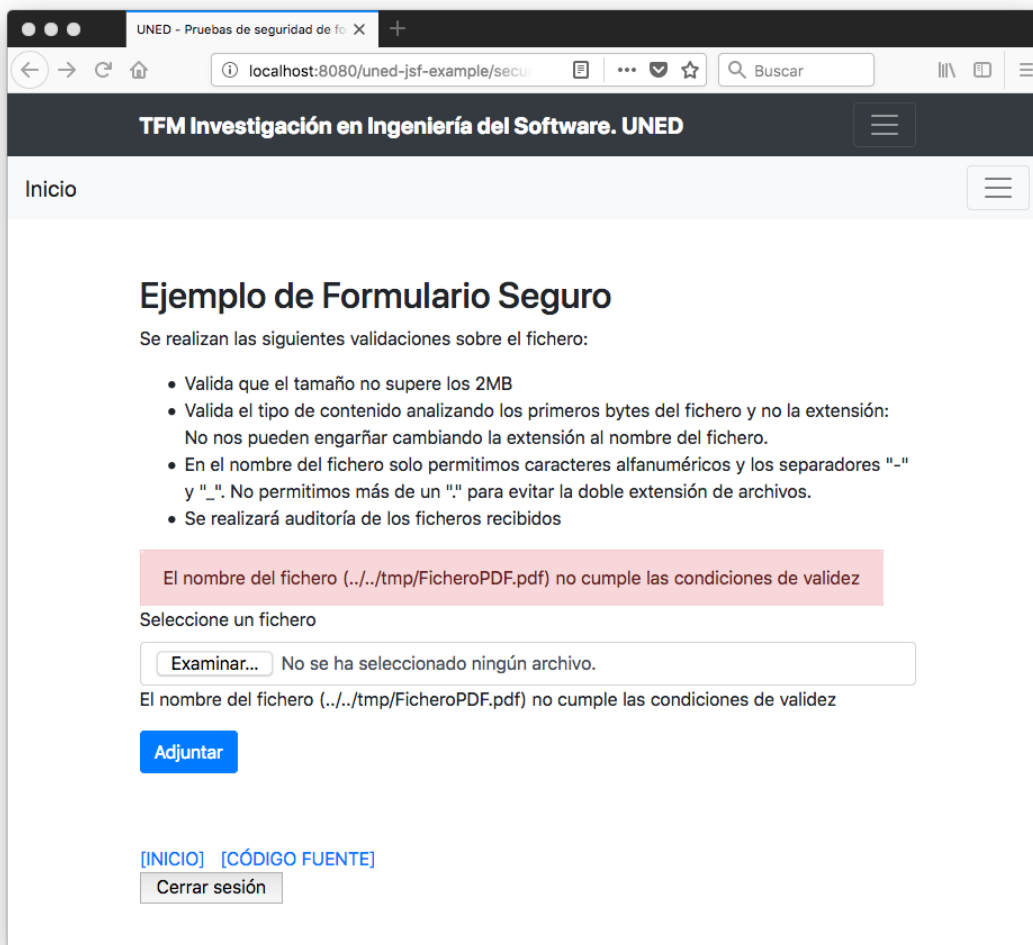 UNED - Pruebas de seguridad de fo
localhost:8080/uned-jsf-example/secu
Buscar
TFM Investigación en Ingeniería del Software. UNED
Inicio
Ejemplo de Formulario Seguro
Se realizan las siguientes validaciones sobre el fichero:
• Valida que el tamaño no supere los 2MB
• Valida el tipo de contenido analizando los primeros bytes del fichero y no la extensión:
No nos pueden engarñar cambiando la extensión al nombre del fichero.
• En el nombre del fichero solo permitimos caracteres alfanuméricos y los separadores "-"
y "_". No permitimos más de un "." para evitar la doble extensión de archivos.
• Se realizará auditoría de los ficheros recibidos
El nombre del fichero (../../tmp/FicheroPDF.pdf) no cumple las condiciones de validez
Seleccione un fichero
Examinar... No se ha seleccionado ningún archivo.
El nombre del fichero (../../tmp/FicheroPDF.pdf) no cumple las condiciones de validez
Adjuntar
[INICIO] [CÓDIGO FUENTE]
Cerrar sesión